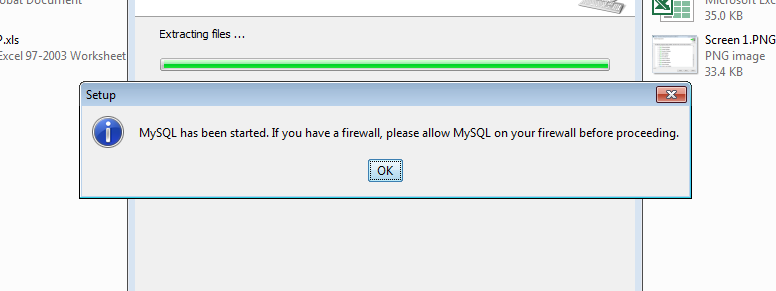 obat Document
Microsoft Exc
35.0 KB
Extracting files ...
P.xls
Excel 97-2003 Worksheet
Screen 1.PNG
PNG image
33.4 KB
Setup
MySQL has been started. If you have a firewall, please allow MySQL on your firewall before proceeding.
OK